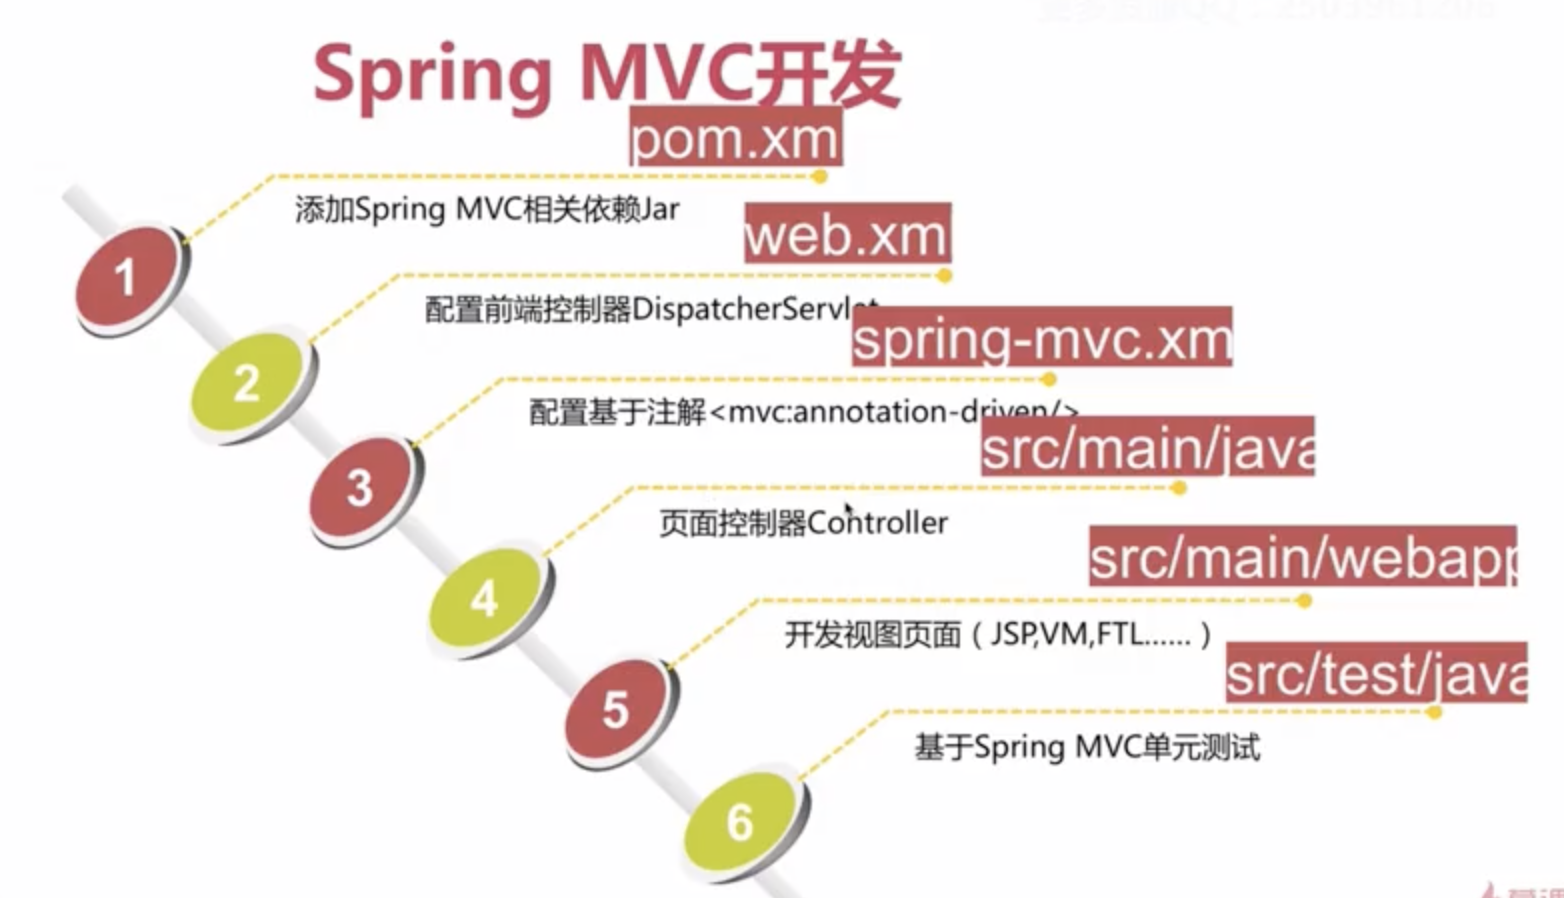 Spring MVC开发
pom.xm
1
添加Spring MVC相关依赖Jar
web.xm
2
配置前端控制器DispatcherServlet
spring-mvc.xm
3
配置基于注解<mvc:annotation-driven/>
src/main/java
4
页面控制器Controller
src/main/webapp
5
开发视图页面（JSP,VM,FTL......）
src/test/java
6
基于Spring MVC单元测试